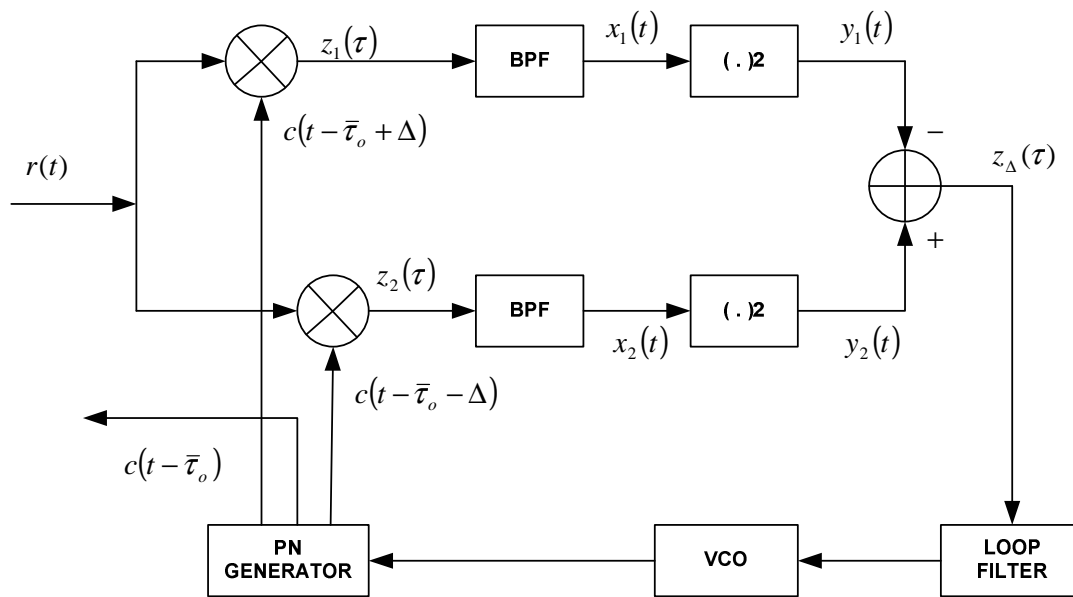 z₁(τ)
x₁(t)
y₁(t)
BPF
( . )2
c(t − τ̄ₒ + Δ)
−
r(t)
z_Δ(τ)
+
z₂(τ)
BPF
( . )2
x₂(t)
y₂(t)
c(t − τ̄ₒ − Δ)
c(t − τ̄ₒ)
PN
GENERATOR
VCO
LOOP
FILTER